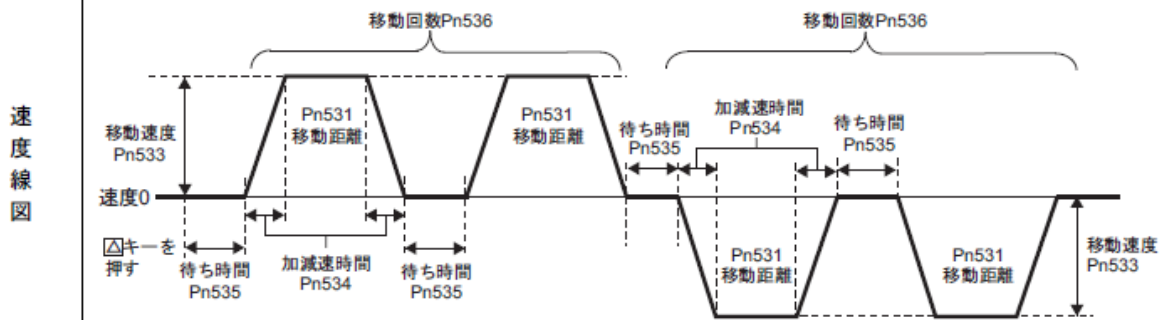 速度線図
移動回数Pn536
移動回数Pn536
移動速度
Pn533
Pn531
移動距離
Pn531
移動距離
待ち時間
Pn535
加減速時間
Pn534
待ち時間
Pn535
速度0
△キーを
押す
待ち時間
Pn535
加減速時間
Pn534
待ち時間
Pn535
Pn531
移動距離
Pn531
移動距離
移動速度
Pn533